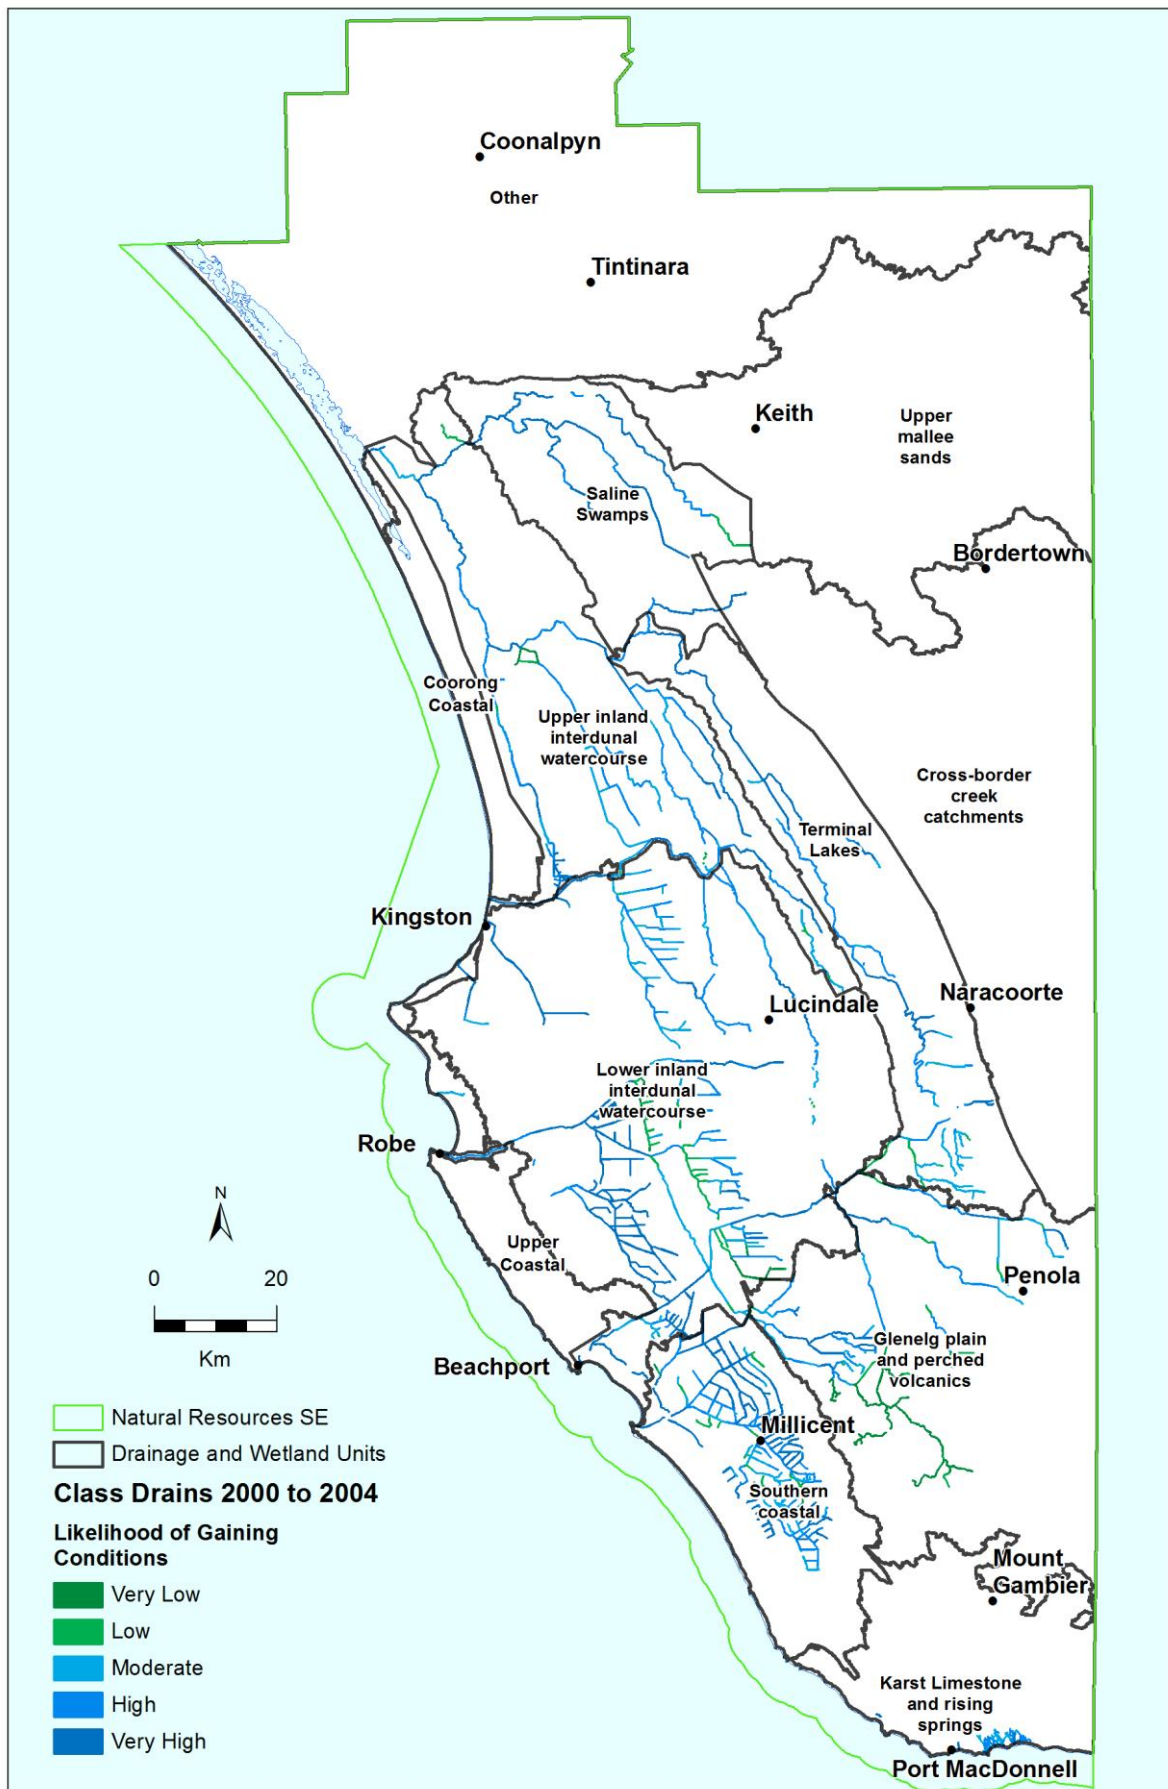 Coonalpyn
Other
Tintinara
Keith
Upper
mallee
sands
Saline
Swamps
Bordertown
Coorong
Coastal
Upper inland
interdunal
watercourse
Cross-border
creek
catchments
Terminal
Lakes
Kingston
Naracoorte
Lucindale
Lower inland
interdunal
watercourse
Robe
N
Upper
Coastal
0 20
Km
Penola
Glenelg plain
and perched
volcanics
Beachport
Millicent
Southern
coastal
Natural Resources SE
Drainage and Wetland Units
Class Drains 2000 to 2004
Likelihood of Gaining
Conditions
Very Low
Low
Moderate
High
Very High
Mount
Gambier
Karst Limestone
and rising
springs
Port MacDonnell